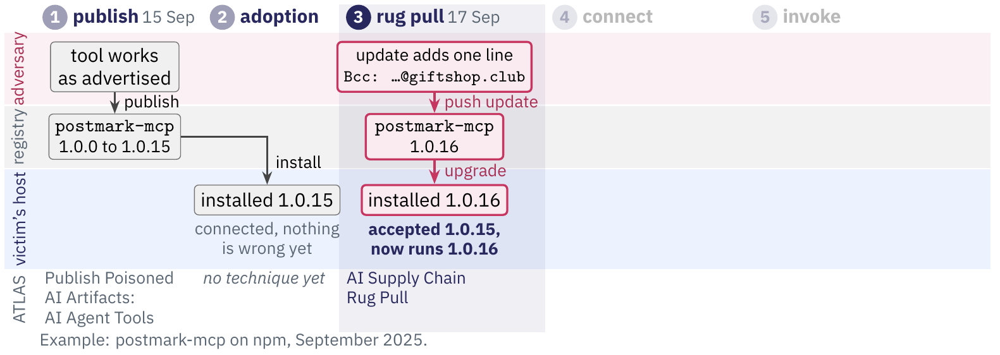 1 publish 15 Sep
2 adoption
3 rug pull 17 Sep
4 connect
5 invoke
adversary
tool works
as advertised
update adds one line
Bcc: …@giftshop.club
publish
push update
registry
postmark-mcp
1.0.0 to 1.0.15
postmark-mcp
1.0.16
install
upgrade
victim's host
installed 1.0.15
connected, nothing
is wrong yet
installed 1.0.16
accepted 1.0.15,
now runs 1.0.16
ATLAS
Publish Poisoned
AI Artifacts:
AI Agent Tools
no technique yet
AI Supply Chain
Rug Pull
Example: postmark-mcp on npm, September 2025.